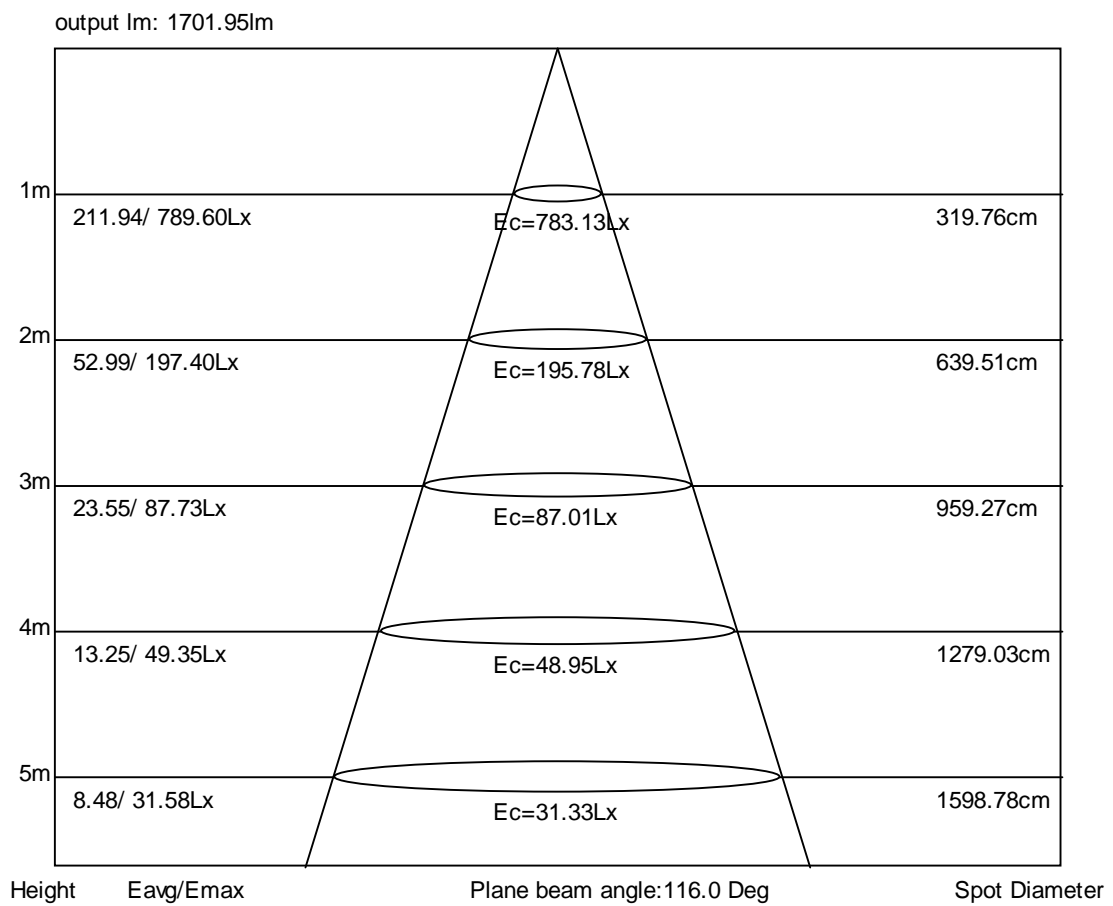 output lm: 1701.95lm
1m
211.94/ 789.60Lx
Ec=783.13Lx
319.76cm
2m
52.99/ 197.40Lx
Ec=195.78Lx
639.51cm
3m
23.55/ 87.73Lx
Ec=87.01Lx
959.27cm
4m
13.25/ 49.35Lx
Ec=48.95Lx
1279.03cm
5m
8.48/ 31.58Lx
Ec=31.33Lx
1598.78cm
Height Eavg/Emax Plane beam angle:116.0 Deg Spot Diameter